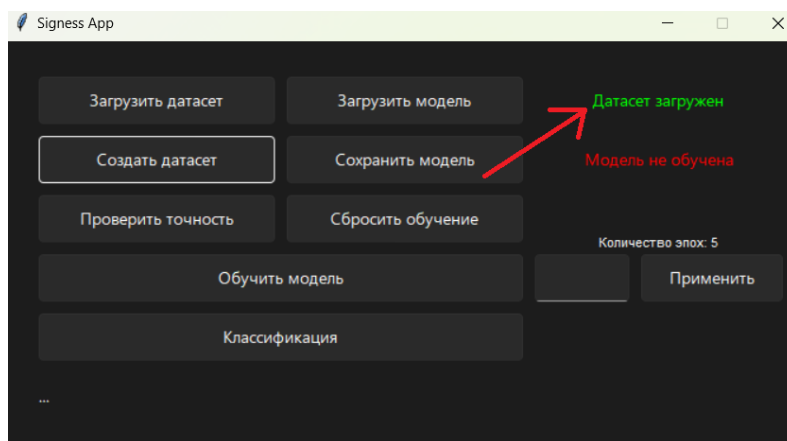 Signess App
Загрузить датасет
Загрузить модель
Датасет загружен
Создать датасет
Сохранить модель
Модель не обучена
Проверить точность
Сбросить обучение
Количество эпох: 5
Обучить модель
Применить
Классификация
...